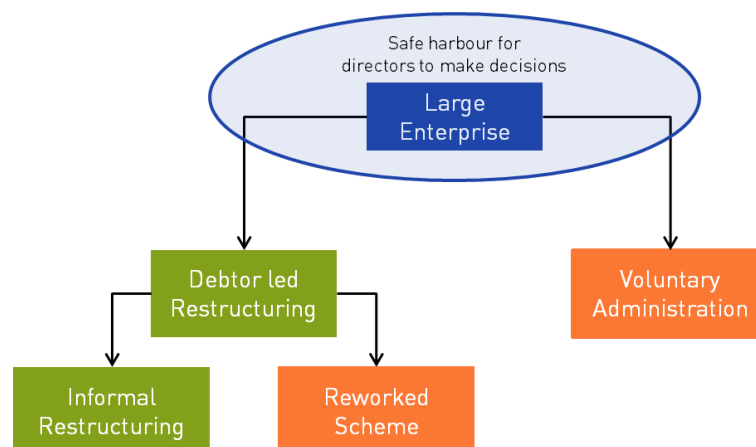 Safe harbour for
directors to make decisions
Large
Enterprise
Debtor led
Restructuring
Voluntary
Administration
Informal
Restructuring
Reworked
Scheme